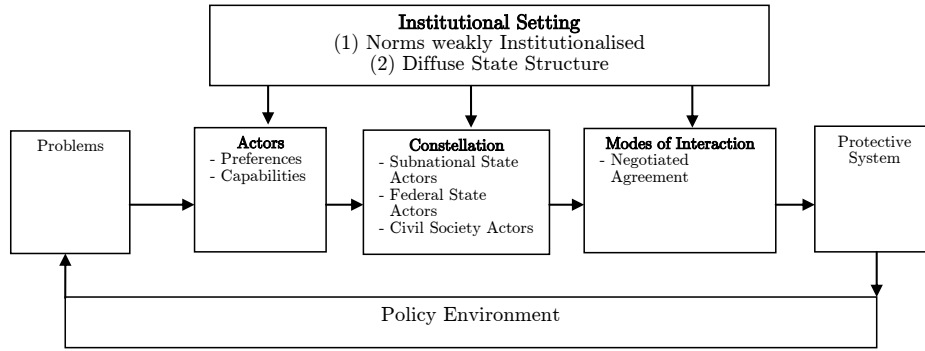 Institutional Setting
(1) Norms weakly Institutionalised
(2) Diffuse State Structure
Problems
Actors
- Preferences
- Capabilities
Constellation
- Subnational State
Actors
- Federal State
Actors
- Civil Society Actors
Modes of Interaction
- Negotiated
Agreement
Protective
System
Policy Environment